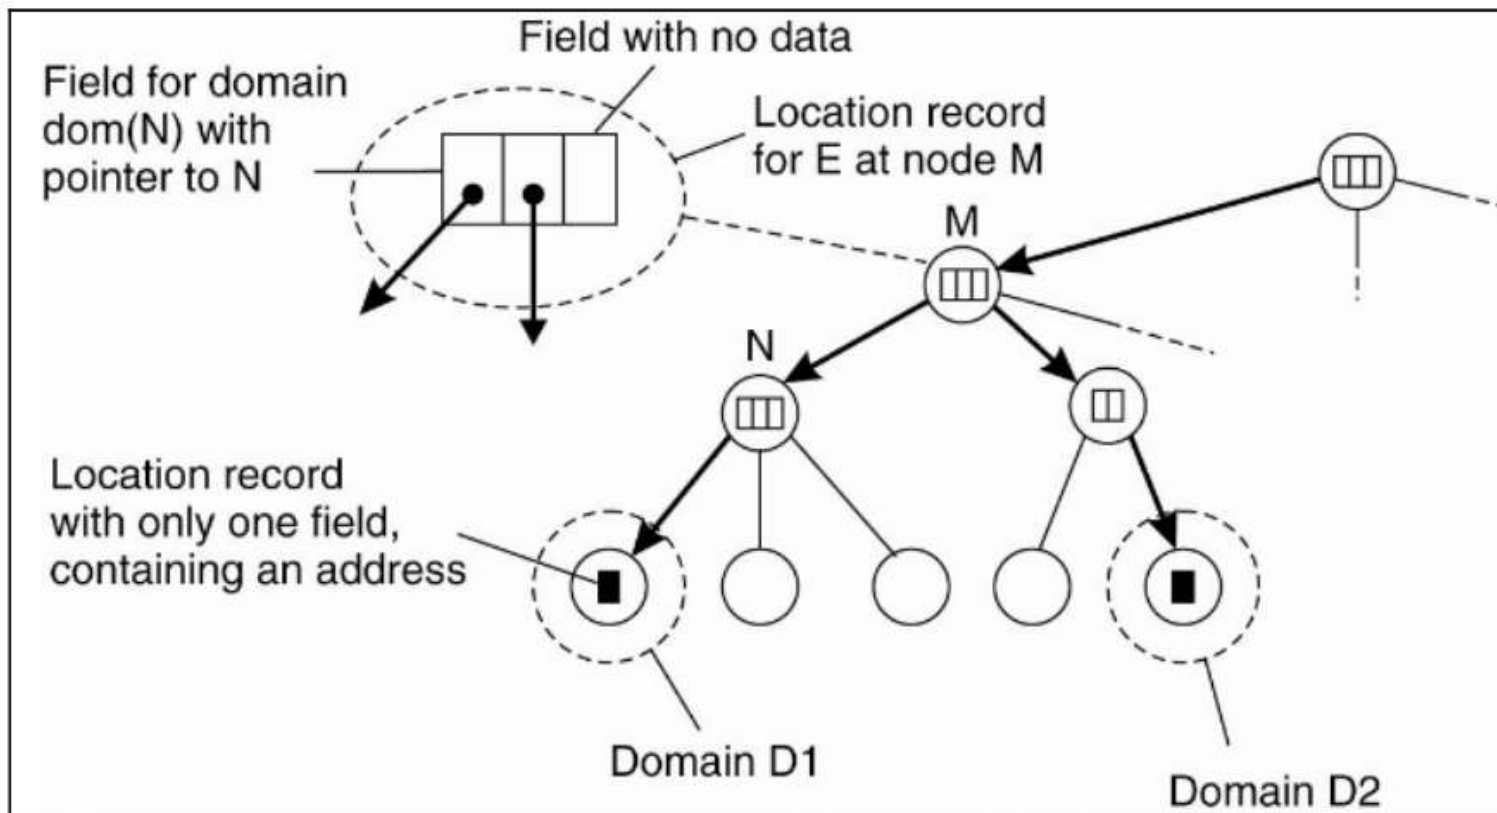 Field with no data
Field for domain
dom(N) with
pointer to N
Location record
for E at node M
M
N
Location record
with only one field,
containing an address
Domain D1
Domain D2